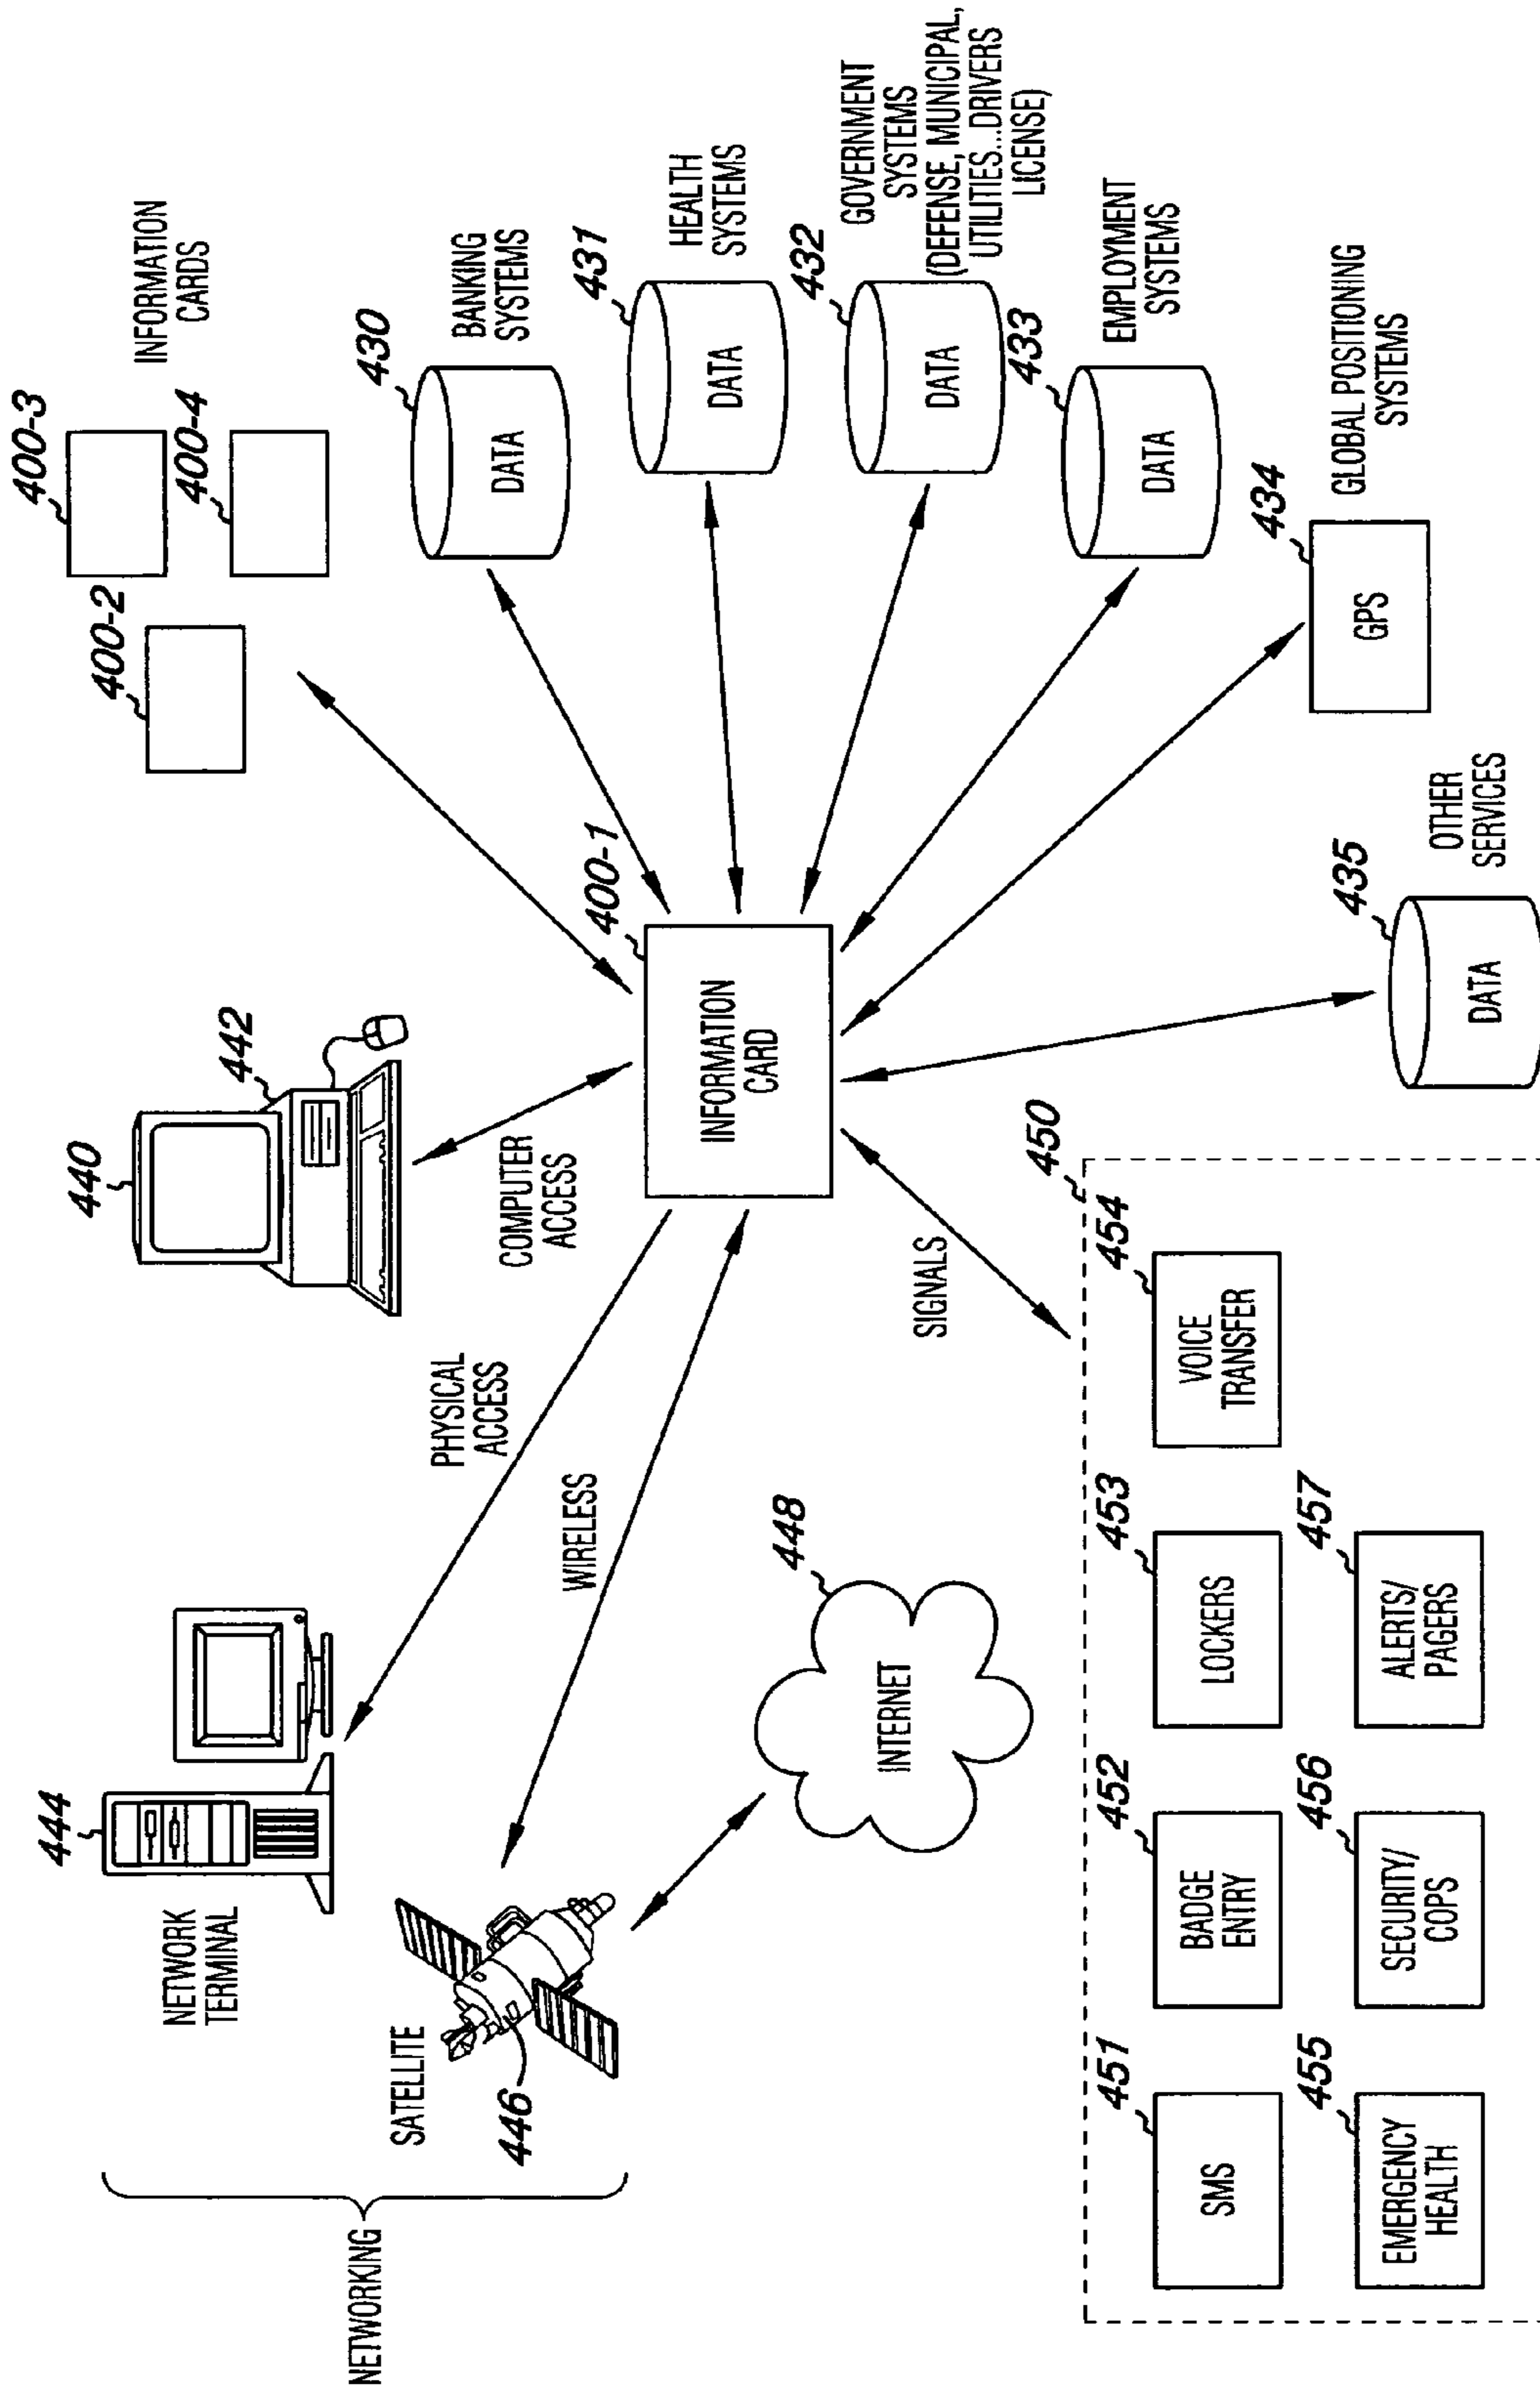 NETWORKING
444
NETWORK
TERMINAL
SATELLITE
446
PHYSICAL
ACCESS
WIRELESS
448
INTERNET
440
442
COMPUTER
ACCESS
400-1
INFORMATION
CARD
400-2
400-3
400-4
INFORMATION
CARDS
430
DATA
BANKING
SYSTEMS
431
DATA
HEALTH
SYSTEMS
432
DATA
GOVERNMENT
SYSTEMS
(DEFENSE, MUNICIPAL,
UTILITIES...DRIVERS
LICENSE)
433
DATA
EMPLOYMENT
SYSTEMS
434
GPS
GLOBAL POSITIONING
SYSTEMS
435
DATA
OTHER
SERVICES
SIGNALS
450
451
SMS
452
BADGE
ENTRY
453
LOCKERS
454
VOICE
TRANSFER
455
EMERGENCY
HEALTH
456
SECURITY/
COPS
457
ALERTS/
PAGERS